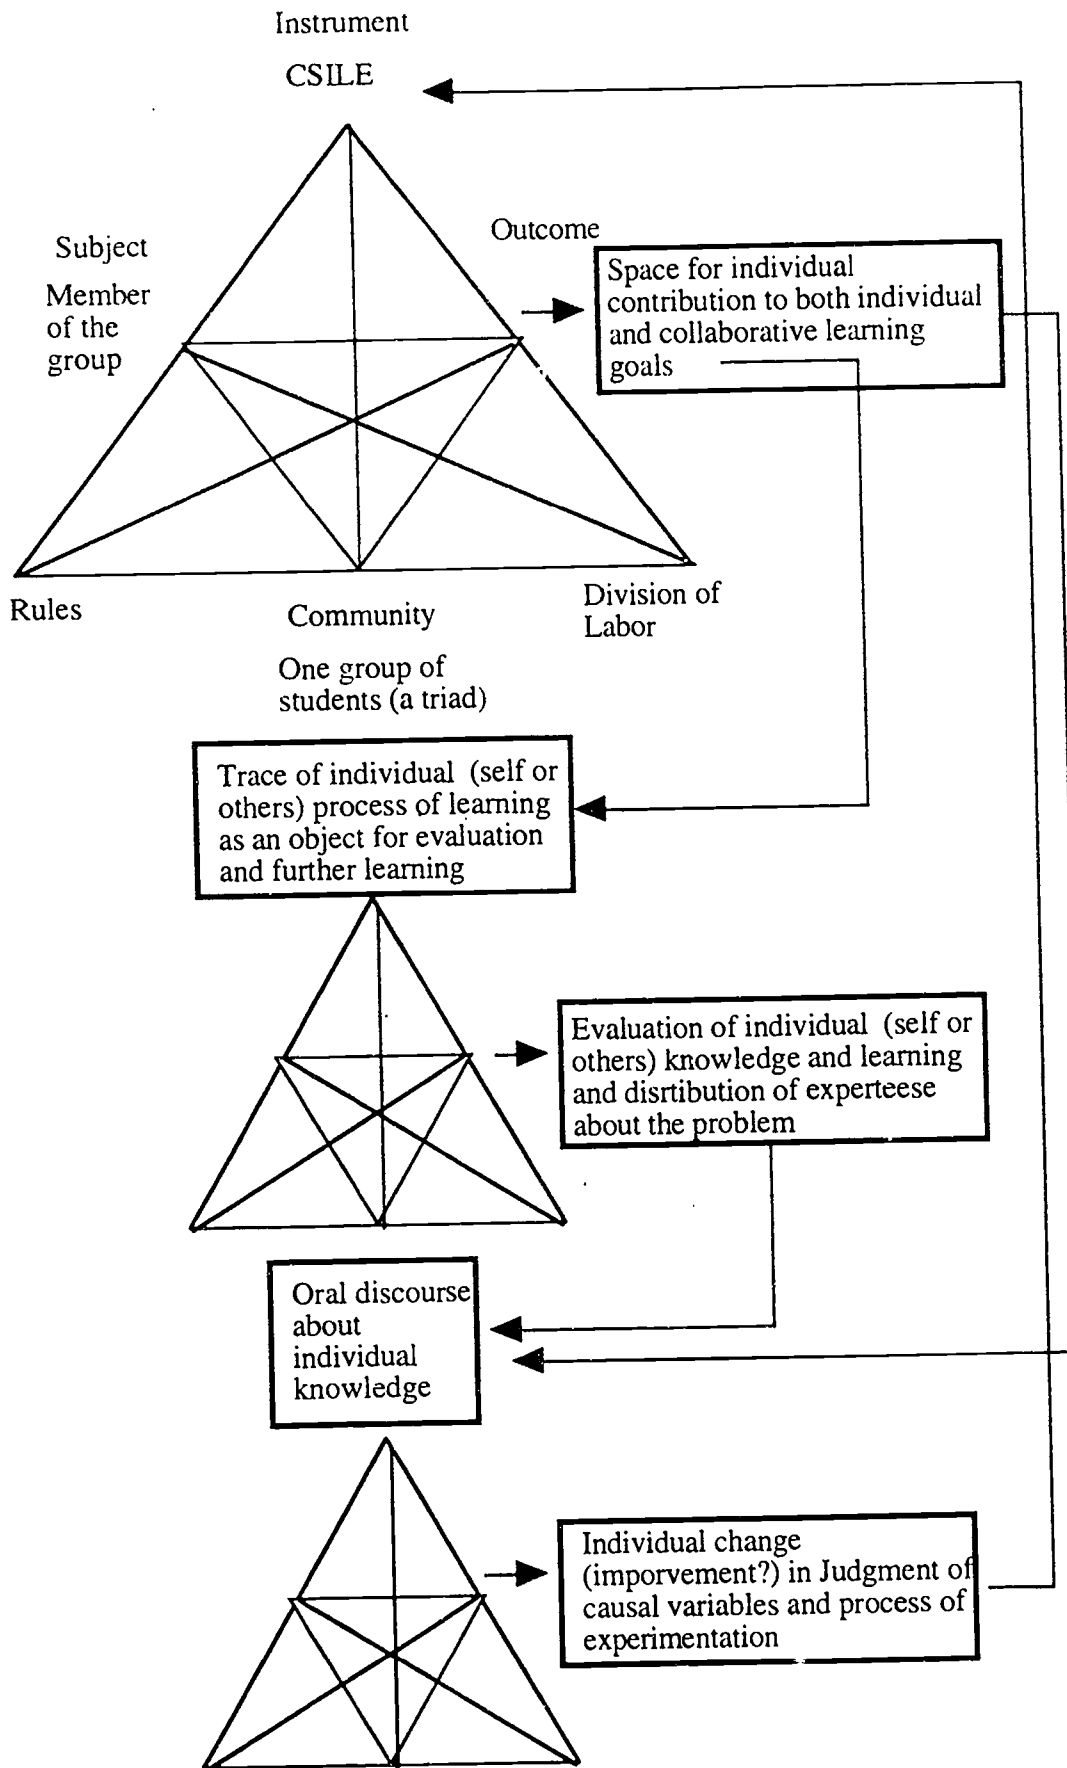 Instrument
CSILE
Subject
Member
of the
group
Outcome
Space for individual
contribution to both individual
and collaborative learning
goals
Rules
Community
Division of
Labor
One group of
students (a triad)
Trace of individual (self or
others) process of learning
as an object for evaluation
and further learning
Evaluation of individual (self or
others) knowledge and learning
and disrtibution of experteese
about the problem
Oral discourse
about
individual
knowledge
Individual change
(imporvement?) in Judgment of
causal variables and process of
experimentation